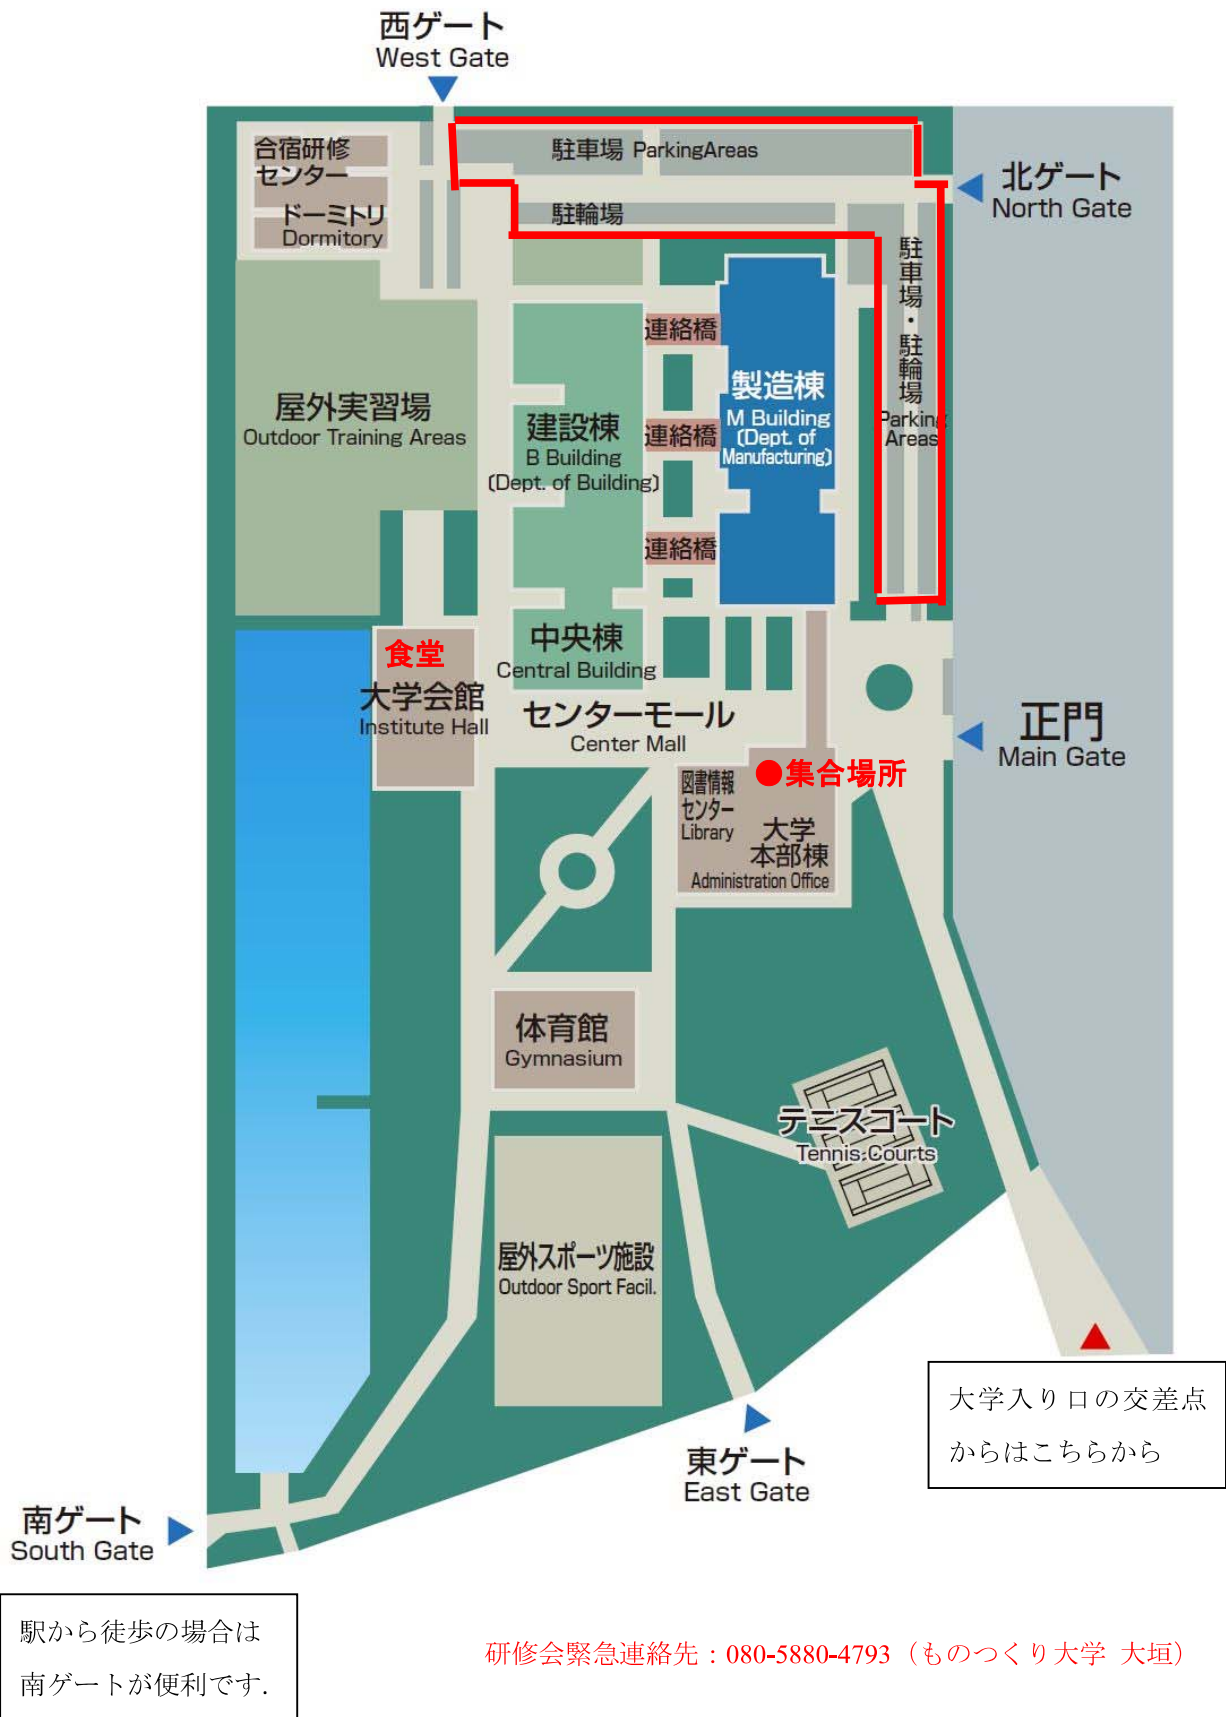 西ゲート
West Gate
合宿研修
センター
駐車場 ParkingAreas
北ゲート
North Gate
ドーミトリ
Dormitory
駐輪場
駐車場・駐輪場
Parking
Areas
連絡橋
製造棟
M Building
(Dept. of
Manufacturing)
屋外実習場
Outdoor Training Areas
建設棟
B Building
(Dept. of Building)
連絡橋
連絡橋
食堂
大学会館
Institute Hall
中央棟
Central Building
センターモール
Center Mall
正門
Main Gate
●集合場所
図書情報
センター
Library
大学
本部棟
Administration Office
体育館
Gymnasium
テニスコート
Tennis Courts
屋外スポーツ施設
Outdoor Sport Facil.
大学入り口の交差点
からはこちらから
東ゲート
East Gate
南ゲート
South Gate
駅から徒歩の場合は
南ゲートが便利です.
研修会緊急連絡先：080-5880-4793（ものつくり大学 大垣）